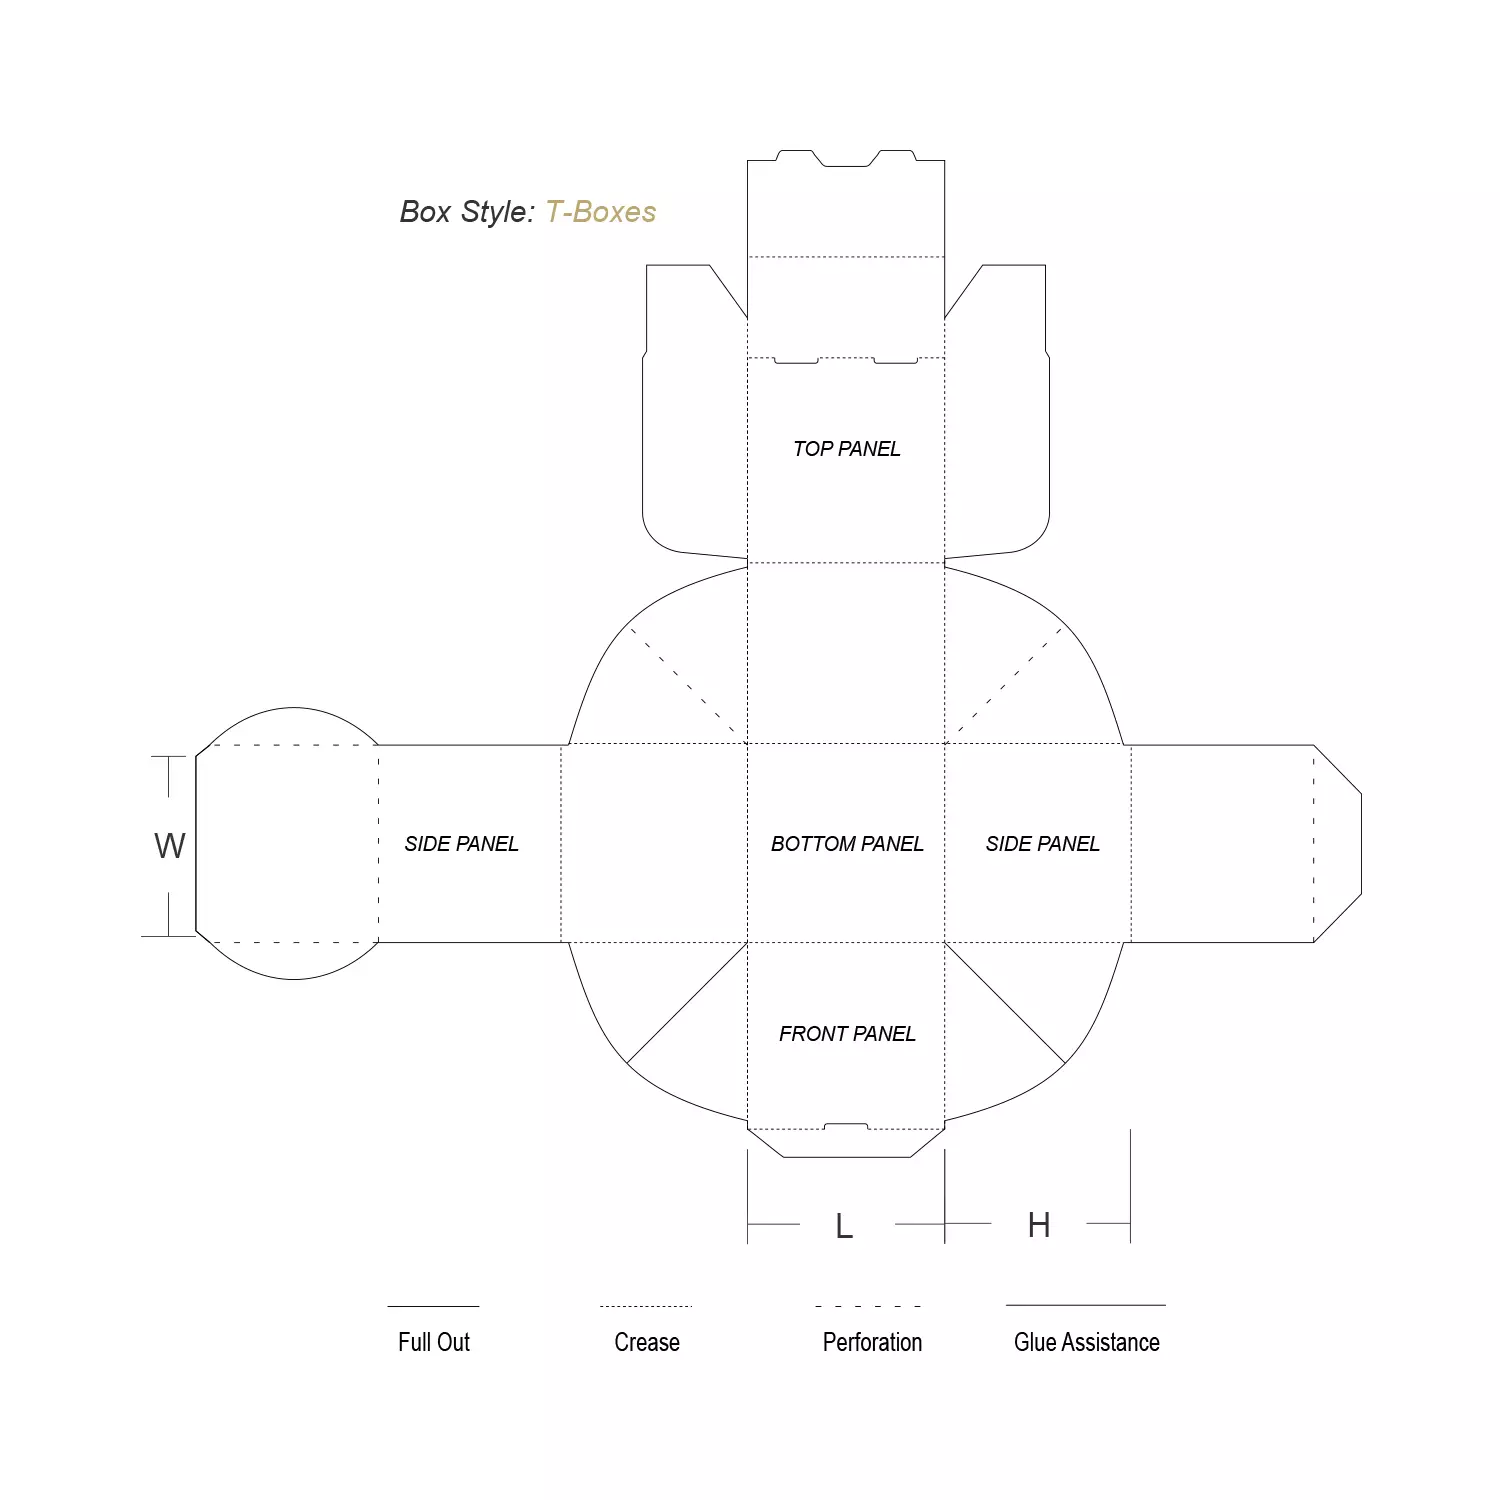 Box Style: T-Boxes
TOP PANEL
W
SIDE PANEL
BOTTOM PANEL
SIDE PANEL
FRONT PANEL
L
H
Full Out
Crease
Perforation
Glue Assistance